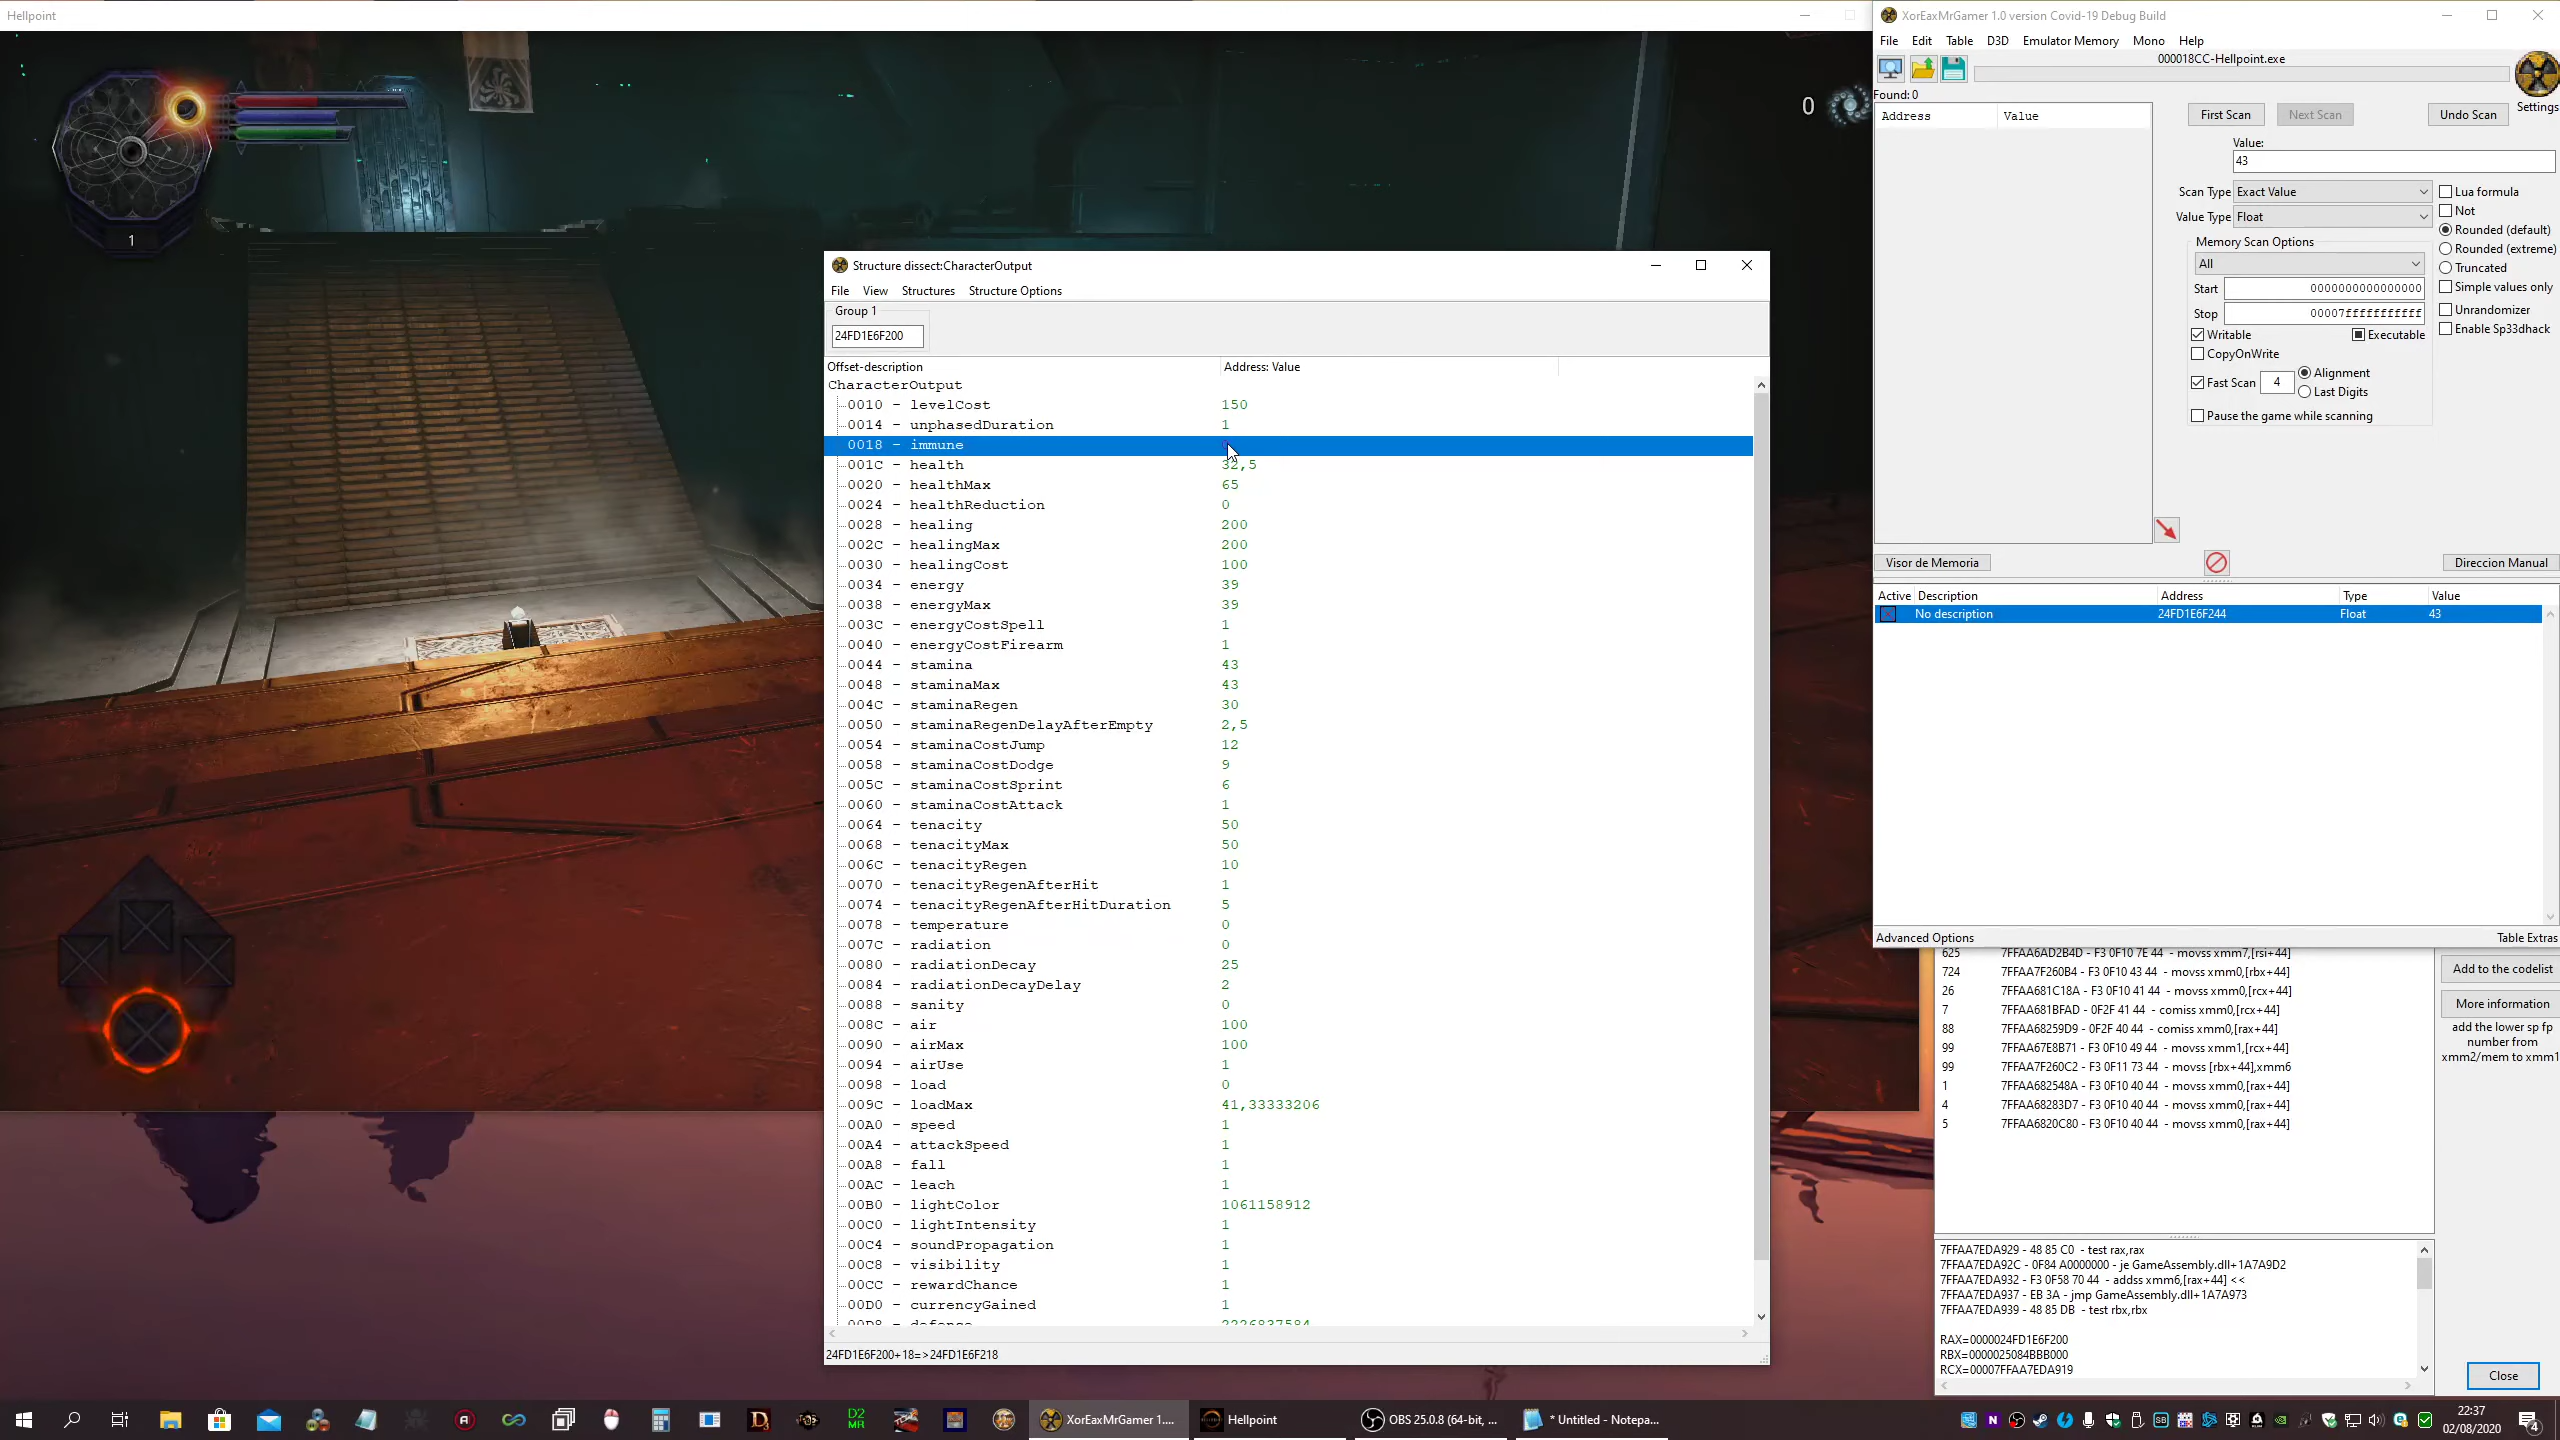 Hellpoint
1
0
XorEaxMrGamer 1.0 version Covid-19 Debug Build
File Edit Table D3D Emulator Memory Mono Help
000018CC-Hellpoint.exe
Found: 0
Settings
Address Value
First Scan Next Scan Undo Scan
Value:
43
Scan Type Exact Value
Value Type Float
Lua formula
Not
Rounded (default)
Rounded (extreme)
Truncated
Simple values only
Unrandomizer
Enable Sp33dhack
Memory Scan Options
All
Start 0000000000000000
Stop 00007fffffffffff
Writable Executable
CopyOnWrite
Fast Scan 4 Alignment
Last Digits
Pause the game while scanning
Visor de Memoria Direccion Manual
Active Description Address Type Value
No description 24FD1E6F244 Float 43
Advanced Options Table Extras
Structure dissect:CharacterOutput
File View Structures Structure Options
Group 1
24FD1E6F200
Offset-description Address: Value
CharacterOutput
0010 - levelCost 150
0014 - unphasedDuration 1
0018 - immune
001C - health 32,5
0020 - healthMax 65
0024 - healthReduction 0
0028 - healing 200
002C - healingMax 200
0030 - healingCost 100
0034 - energy 39
0038 - energyMax 39
003C - energyCostSpell 1
0040 - energyCostFirearm 1
0044 - stamina 43
0048 - staminaMax 43
004C - staminaRegen 30
0050 - staminaRegenDelayAfterEmpty 2,5
0054 - staminaCostJump 12
0058 - staminaCostDodge 9
005C - staminaCostSprint 6
0060 - staminaCostAttack 1
0064 - tenacity 50
0068 - tenacityMax 50
006C - tenacityRegen 10
0070 - tenacityRegenAfterHit 1
0074 - tenacityRegenAfterHitDuration 5
0078 - temperature 0
007C - radiation 0
0080 - radiationDecay 25
0084 - radiationDecayDelay 2
0088 - sanity 0
008C - air 100
0090 - airMax 100
0094 - airUse 1
0098 - load 0
009C - loadMax 41,33333206
00A0 - speed 1
00A4 - attackSpeed 1
00A8 - fall 1
00AC - leach 1
00B0 - lightColor 1061158912
00C0 - lightIntensity 1
00C4 - soundPropagation 1
00C8 - visibility 1
00CC - rewardChance 1
00D0 - currencyGained 1
00D8 - defense 2226837584
24FD1E6F200+18=>24FD1E6F218
625 7FFAA6AD2B4D - F3 0F10 7E 44 - movss xmm7,[rsi+44]
724 7FFAA7F260B4 - F3 0F10 43 44 - movss xmm0,[rbx+44]
26 7FFAA681C18A - F3 0F10 41 44 - movss xmm0,[rcx+44]
7 7FFAA681BFAD - 0F2F 41 44 - comiss xmm0,[rcx+44]
88 7FFAA68259D9 - 0F2F 40 44 - comiss xmm0,[rax+44]
99 7FFAA67E8B71 - F3 0F10 49 44 - movss xmm1,[rcx+44]
99 7FFAA7F260C2 - F3 0F11 73 44 - movss [rbx+44],xmm6
1 7FFAA682548A - F3 0F10 40 44 - movss xmm0,[rax+44]
4 7FFAA68283D7 - F3 0F10 40 44 - movss xmm0,[rax+44]
5 7FFAA6820C80 - F3 0F10 40 44 - movss xmm0,[rax+44]
Add to the codelist
More information
add the lower sp fp
number from
xmm2/mem to xmm1
7FFAA7EDA929 - 48 85 C0 - test rax,rax
7FFAA7EDA92C - 0F84 A0000000 - je GameAssembly.dll+1A7A9D2
7FFAA7EDA932 - F3 0F58 70 44 - addss xmm6,[rax+44] <<
7FFAA7EDA937 - EB 3A - jmp GameAssembly.dll+1A7A973
7FFAA7EDA939 - 48 85 DB - test rbx,rbx
RAX=0000024FD1E6F200
RBX=0000025084BBB000
RCX=00007FFAA7EDA919
Close
D2
MR
XorEaxMrGamer 1....
Hellpoint
OBS 25.0.8 (64-bit, ...
* Untitled - Notepa...
22:37
02/08/2020
4